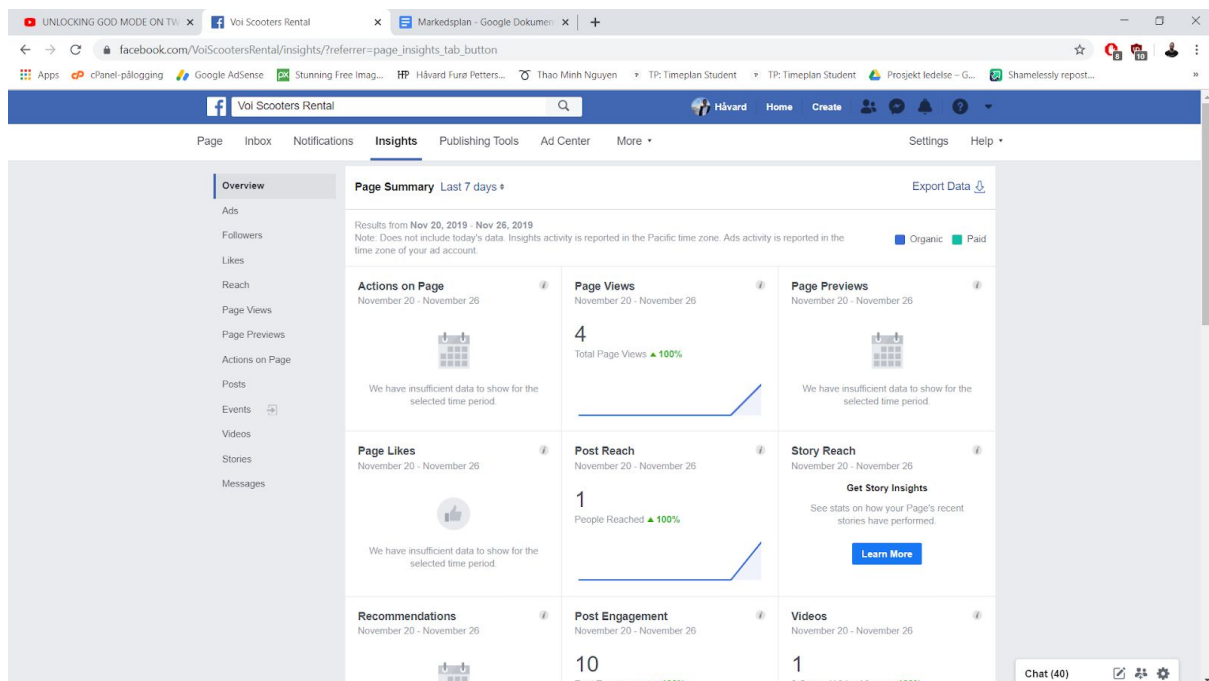 UNLOCKING GOD MODE ON TW
Voi Scooters Rental
Markedsplan - Google Dokumen
facebook.com/VoiScootersRental/insights/?referrer=page_insights_tab_button
8
10
Apps
cPanel-pålogging
Google AdSense
Stunning Free Imag...
Håvard Furø Petters...
Thao Minh Nguyen
TP: Timeplan Student
TP: Timeplan Student
Prosjekt ledelse – G...
Shamelessly repost...
»
Voi Scooters Rental
Håvard Home Create
Page Inbox Notifications Insights Publishing Tools Ad Center More Settings Help
Overview
Ads
Followers
Likes
Reach
Page Views
Page Previews
Actions on Page
Posts
Events
Videos
Stories
Messages
Page Summary Last 7 days
Export Data
Results from Nov 20, 2019 - Nov 26, 2019
Note: Does not include today's data. Insights activity is reported in the Pacific time zone. Ads activity is reported in the
time zone of your ad account.
Organic Paid
Actions on Page
November 20 - November 26
We have insufficient data to show for the
selected time period.
Page Views
November 20 - November 26
4
Total Page Views ▲ 100%
Page Previews
November 20 - November 26
We have insufficient data to show for the
selected time period.
Page Likes
November 20 - November 26
We have insufficient data to show for the
selected time period.
Post Reach
November 20 - November 26
1
People Reached ▲ 100%
Story Reach
November 20 - November 26
Get Story Insights
See stats on how your Page's recent
stories have performed.
Learn More
Recommendations
November 20 - November 26
Post Engagement
November 20 - November 26
10
Videos
November 20 - November 26
1
Chat (40)